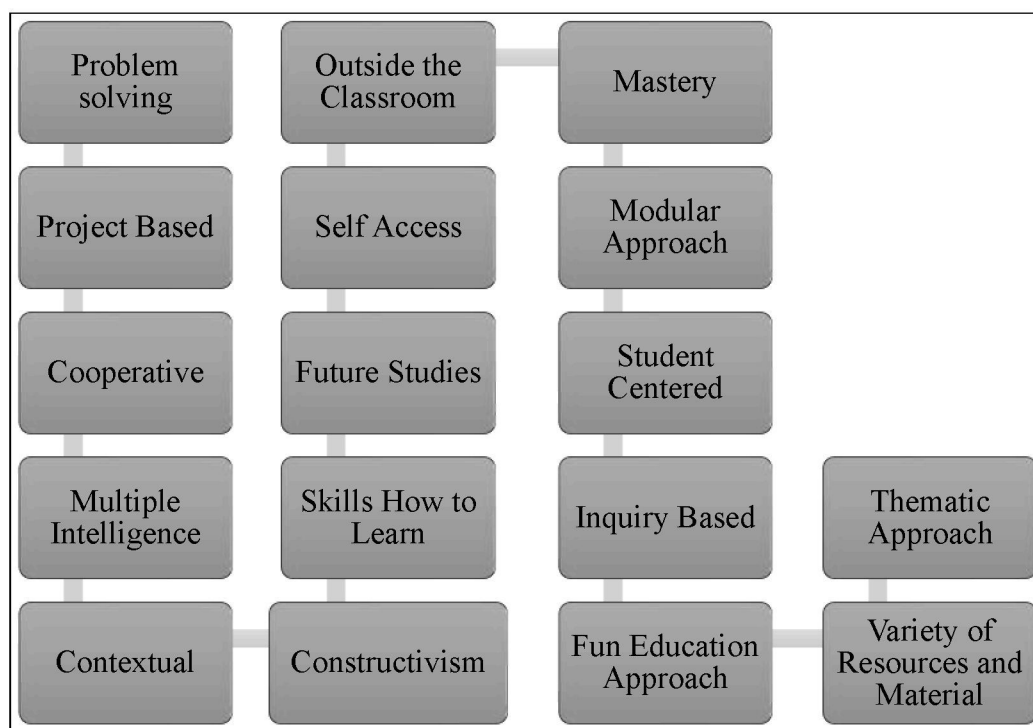 Problem
solving
Project Based
Cooperative
Multiple
Intelligence
Contextual
Constructivism
Skills How to
Learn
Future Studies
Self Access
Outside the
Classroom
Mastery
Modular
Approach
Student
Centered
Inquiry Based
Fun Education
Approach
Variety of
Resources and
Material
Thematic
Approach